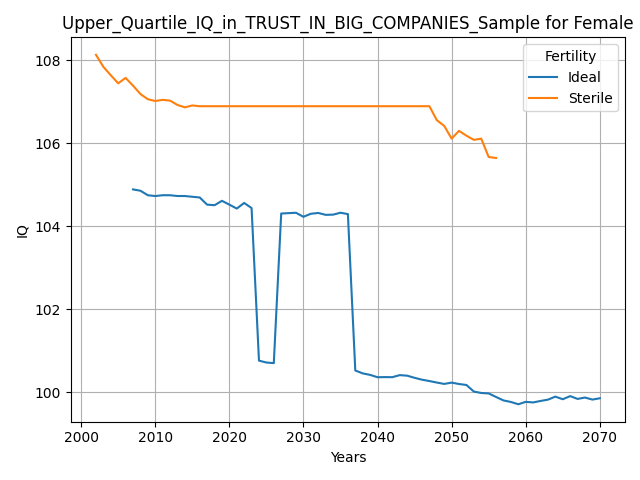 Upper_Quartile_IQ_in_TRUST_IN_BIG_COMPANIES_Sample for Female
Fertility
Ideal
Sterile
108
106
104
102
100
IQ
2000 2010 2020 2030 2040 2050 2060 2070
Years